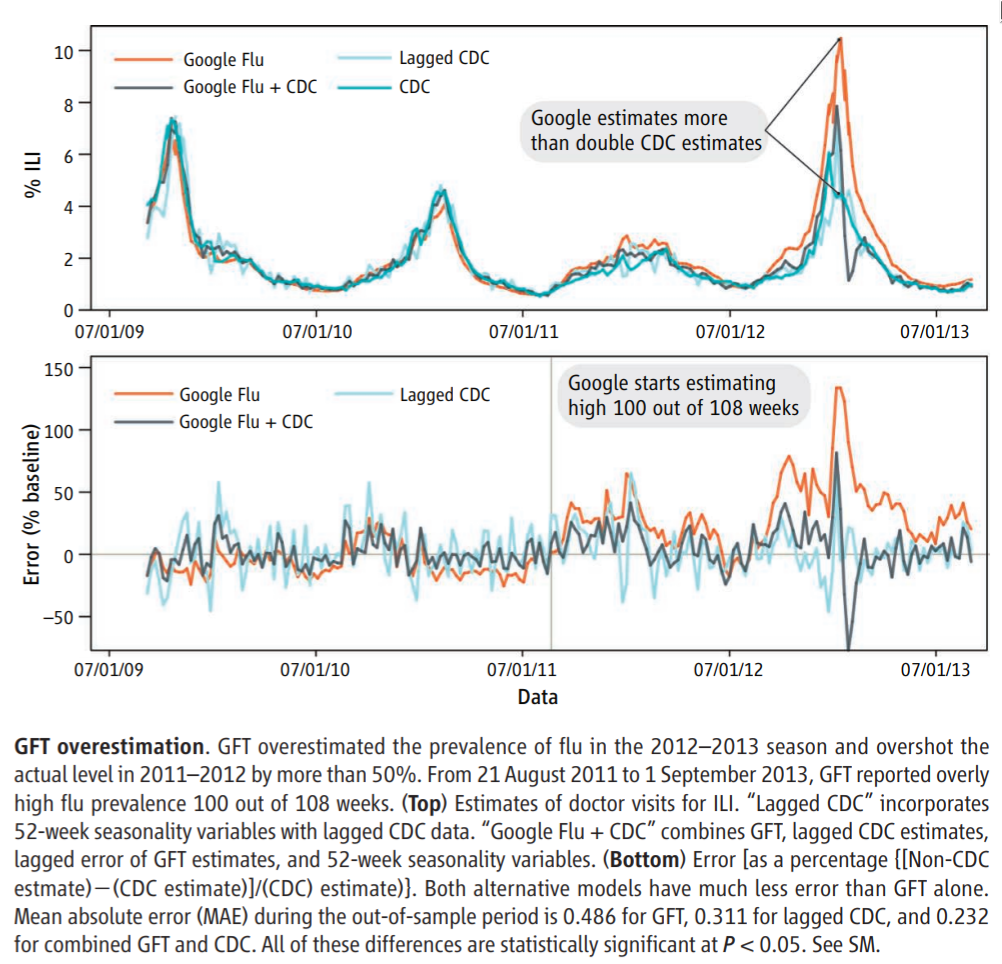 10
8
6
4
2
0
% ILI
Google Flu
Google Flu + CDC
Lagged CDC
CDC
Google estimates more
than double CDC estimates
07/01/09
07/01/10
07/01/11
07/01/12
07/01/13
150
100
50
0
–50
Error (% baseline)
Google Flu
Google Flu + CDC
Lagged CDC
Google starts estimating
high 100 out of 108 weeks
07/01/09
07/01/10
07/01/11
07/01/12
07/01/13
Data
GFT overestimation. GFT overestimated the prevalence of flu in the 2012–2013 season and overshot the
actual level in 2011–2012 by more than 50%. From 21 August 2011 to 1 September 2013, GFT reported overly
high flu prevalence 100 out of 108 weeks. (Top) Estimates of doctor visits for ILI. “Lagged CDC” incorporates
52-week seasonality variables with lagged CDC data. “Google Flu + CDC” combines GFT, lagged CDC estimates,
lagged error of GFT estimates, and 52-week seasonality variables. (Bottom) Error [as a percentage {[Non-CDC
estmate)−(CDC estimate)]/(CDC) estimate)}. Both alternative models have much less error than GFT alone.
Mean absolute error (MAE) during the out-of-sample period is 0.486 for GFT, 0.311 for lagged CDC, and 0.232
for combined GFT and CDC. All of these differences are statistically significant at P < 0.05. See SM.